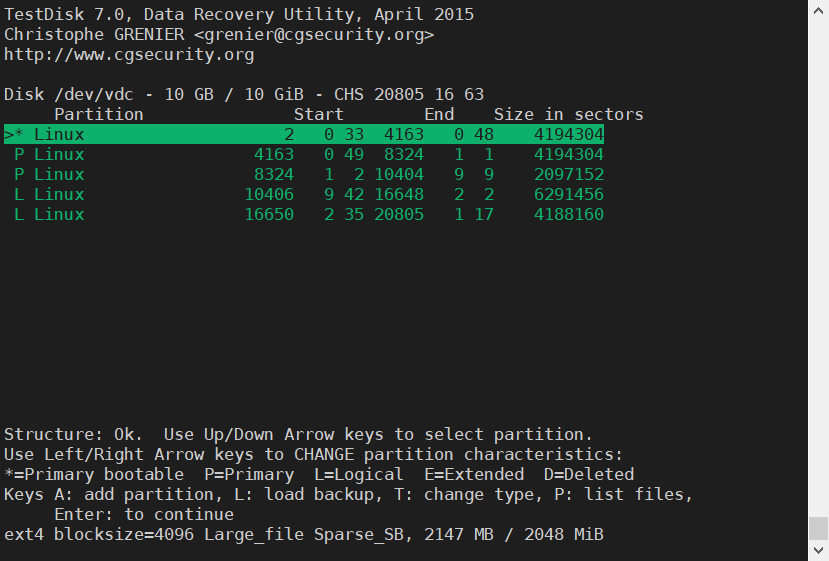 TestDisk 7.0, Data Recovery Utility, April 2015
Christophe GRENIER <grenier@cgsecurity.org>
http://www.cgsecurity.org
Disk /dev/vdc - 10 GB / 10 GiB - CHS 20805 16 63
     Partition               Start        End    Size in sectors
>* Linux                    2   0 33  4163   0 48    4194304
 P Linux                 4163   0 49  8324   1  1    4194304
 P Linux                 8324   1  2 10404   9  9    2097152
 L Linux                10406   9 42 16648   2  2    6291456
 L Linux                16650   2 35 20805   1 17    4188160
Structure: Ok.  Use Up/Down Arrow keys to select partition.
Use Left/Right Arrow keys to CHANGE partition characteristics:
*=Primary bootable  P=Primary  L=Logical  E=Extended  D=Deleted
Keys A: add partition, L: load backup, T: change type, P: list files,
     Enter: to continue
ext4 blocksize=4096 Large_file Sparse_SB, 2147 MB / 2048 MiB